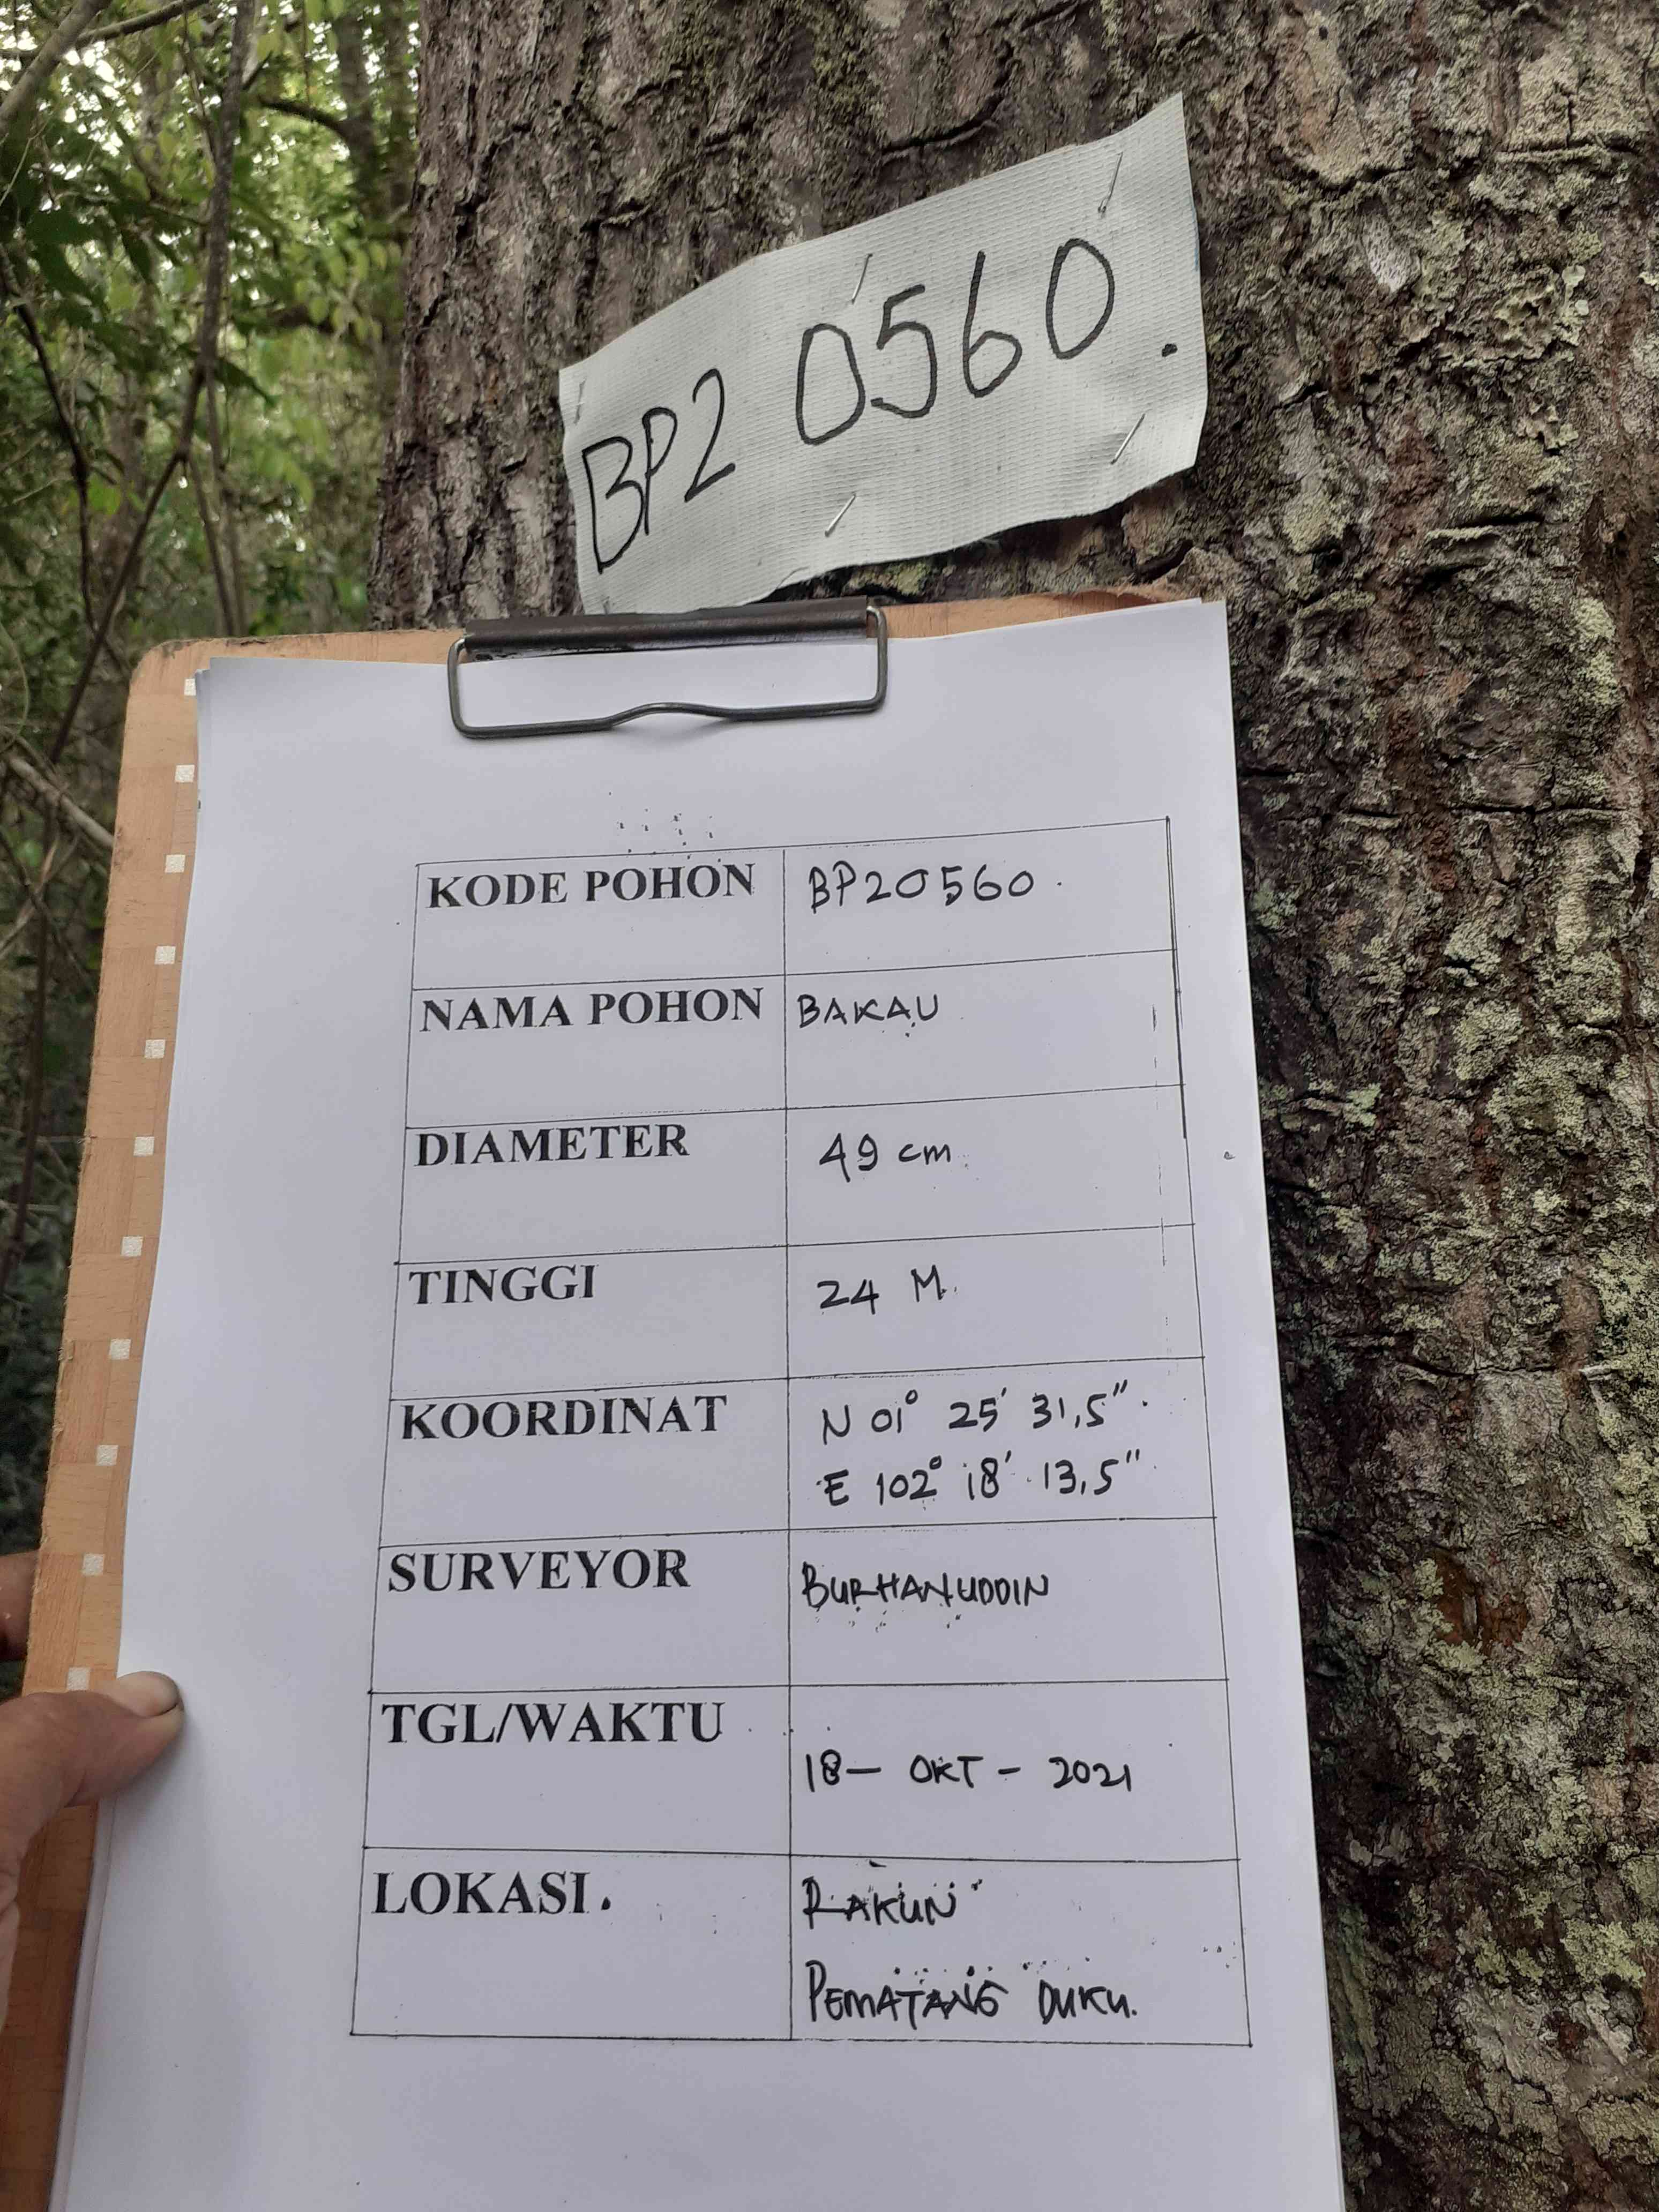 BP2 0560.
KODE POHON BP20560.
NAMA POHON BAKAU
DIAMETER 49 cm.
TINGGI 24 M.
KOORDINAT N 01° 25' 31,5".
E 102° 18' 13,5"
SURVEYOR BURHANUDDIN
TGL/WAKTU 18- OKT - 2021
LOKASI. RAKUN
PEMATANG DUKU.